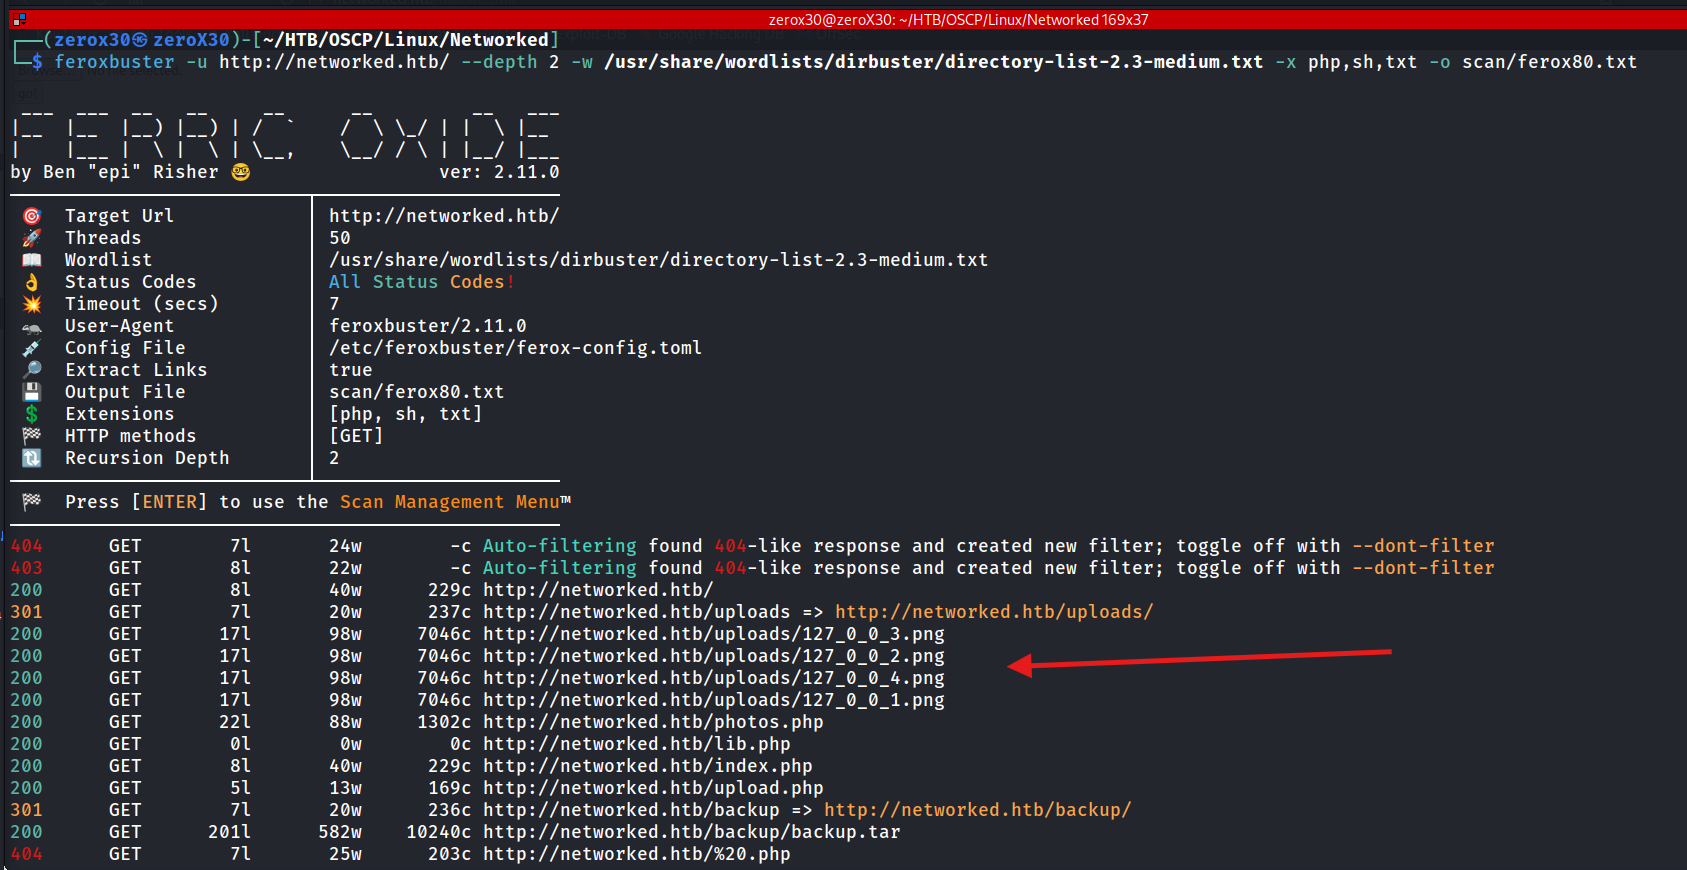 zerox30@zeroX30: ~/HTB/OSCP/Linux/Networked 169x37
┌──(zerox30㉿zeroX30)-[~/HTB/OSCP/Linux/Networked]
└─$ feroxbuster -u http://networked.htb/ --depth 2 -w /usr/share/wordlists/dirbuster/directory-list-2.3-medium.txt -x php,sh,txt -o scan/ferox80.txt
FERRIC OXIDE
by Ben "epi" Risher 🤓 ver: 2.11.0
🎯 Target Url │ http://networked.htb/
🚀 Threads │ 50
📖 Wordlist │ /usr/share/wordlists/dirbuster/directory-list-2.3-medium.txt
👌 Status Codes │ All Status Codes!
💥 Timeout (secs) │ 7
🦡 User-Agent │ feroxbuster/2.11.0
💉 Config File │ /etc/feroxbuster/ferox-config.toml
🔎 Extract Links │ true
💾 Output File │ scan/ferox80.txt
💲 Extensions │ [php, sh, txt]
🏁 HTTP methods │ [GET]
🔃 Recursion Depth │ 2
🏁 Press [ENTER] to use the Scan Management Menu™
404 GET 7l 24w -c Auto-filtering found 404-like response and created new filter; toggle off with --dont-filter
403 GET 8l 22w -c Auto-filtering found 404-like response and created new filter; toggle off with --dont-filter
200 GET 8l 40w 229c http://networked.htb/
301 GET 7l 20w 237c http://networked.htb/uploads => http://networked.htb/uploads/
200 GET 17l 98w 7046c http://networked.htb/uploads/127_0_0_3.png
200 GET 17l 98w 7046c http://networked.htb/uploads/127_0_0_2.png
200 GET 17l 98w 7046c http://networked.htb/uploads/127_0_0_4.png
200 GET 17l 98w 7046c http://networked.htb/uploads/127_0_0_1.png
200 GET 22l 88w 1302c http://networked.htb/photos.php
200 GET 0l 0w 0c http://networked.htb/lib.php
200 GET 8l 40w 229c http://networked.htb/index.php
200 GET 5l 13w 169c http://networked.htb/upload.php
301 GET 7l 20w 236c http://networked.htb/backup => http://networked.htb/backup/
200 GET 201l 582w 10240c http://networked.htb/backup/backup.tar
404 GET 7l 25w 203c http://networked.htb/%20.php